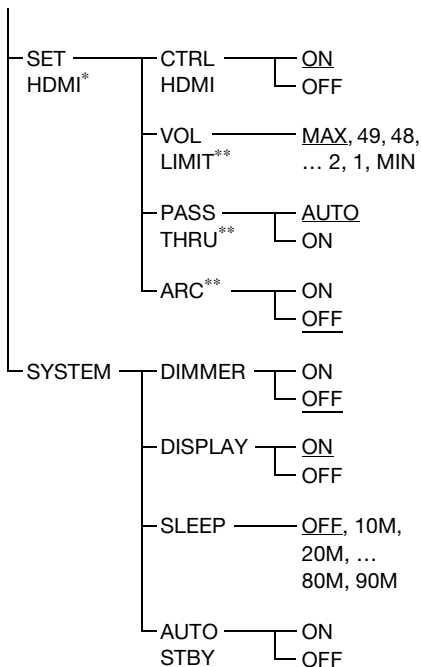 SET HDMI*
CTRL HDMI
ON
OFF
VOL LIMIT**
MAX, 49, 48,
… 2, 1, MIN
PASS THRU**
AUTO
ON
ARC**
ON
OFF
SYSTEM
DIMMER
ON
OFF
DISPLAY
ON
OFF
SLEEP
OFF, 10M,
20M, …
80M, 90M
AUTO STBY
ON
OFF